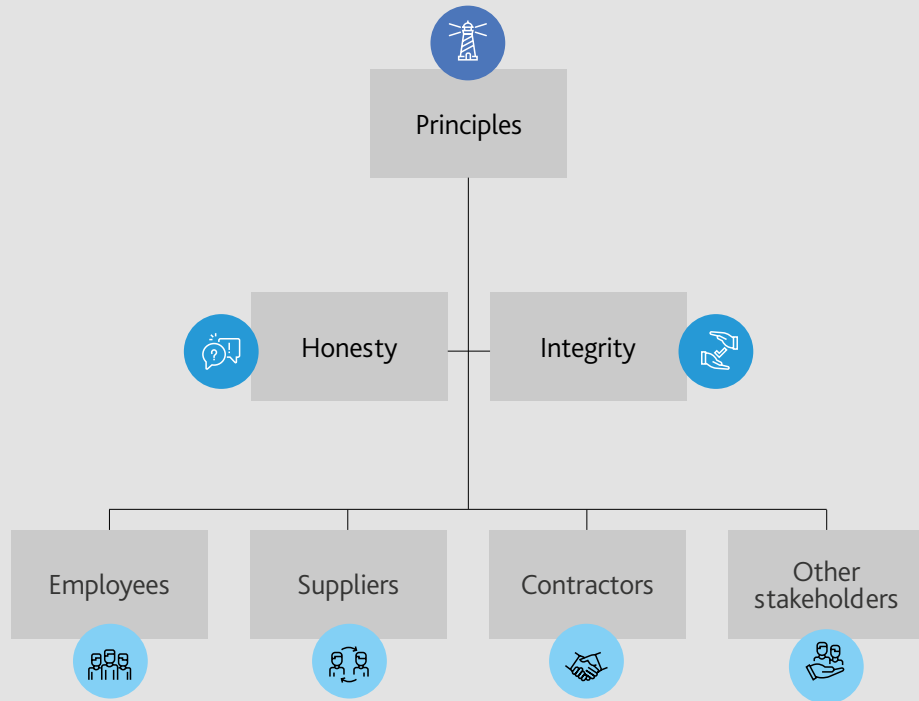 Principles
Honesty
Integrity
Employees
Suppliers
Contractors
Other
stakeholders